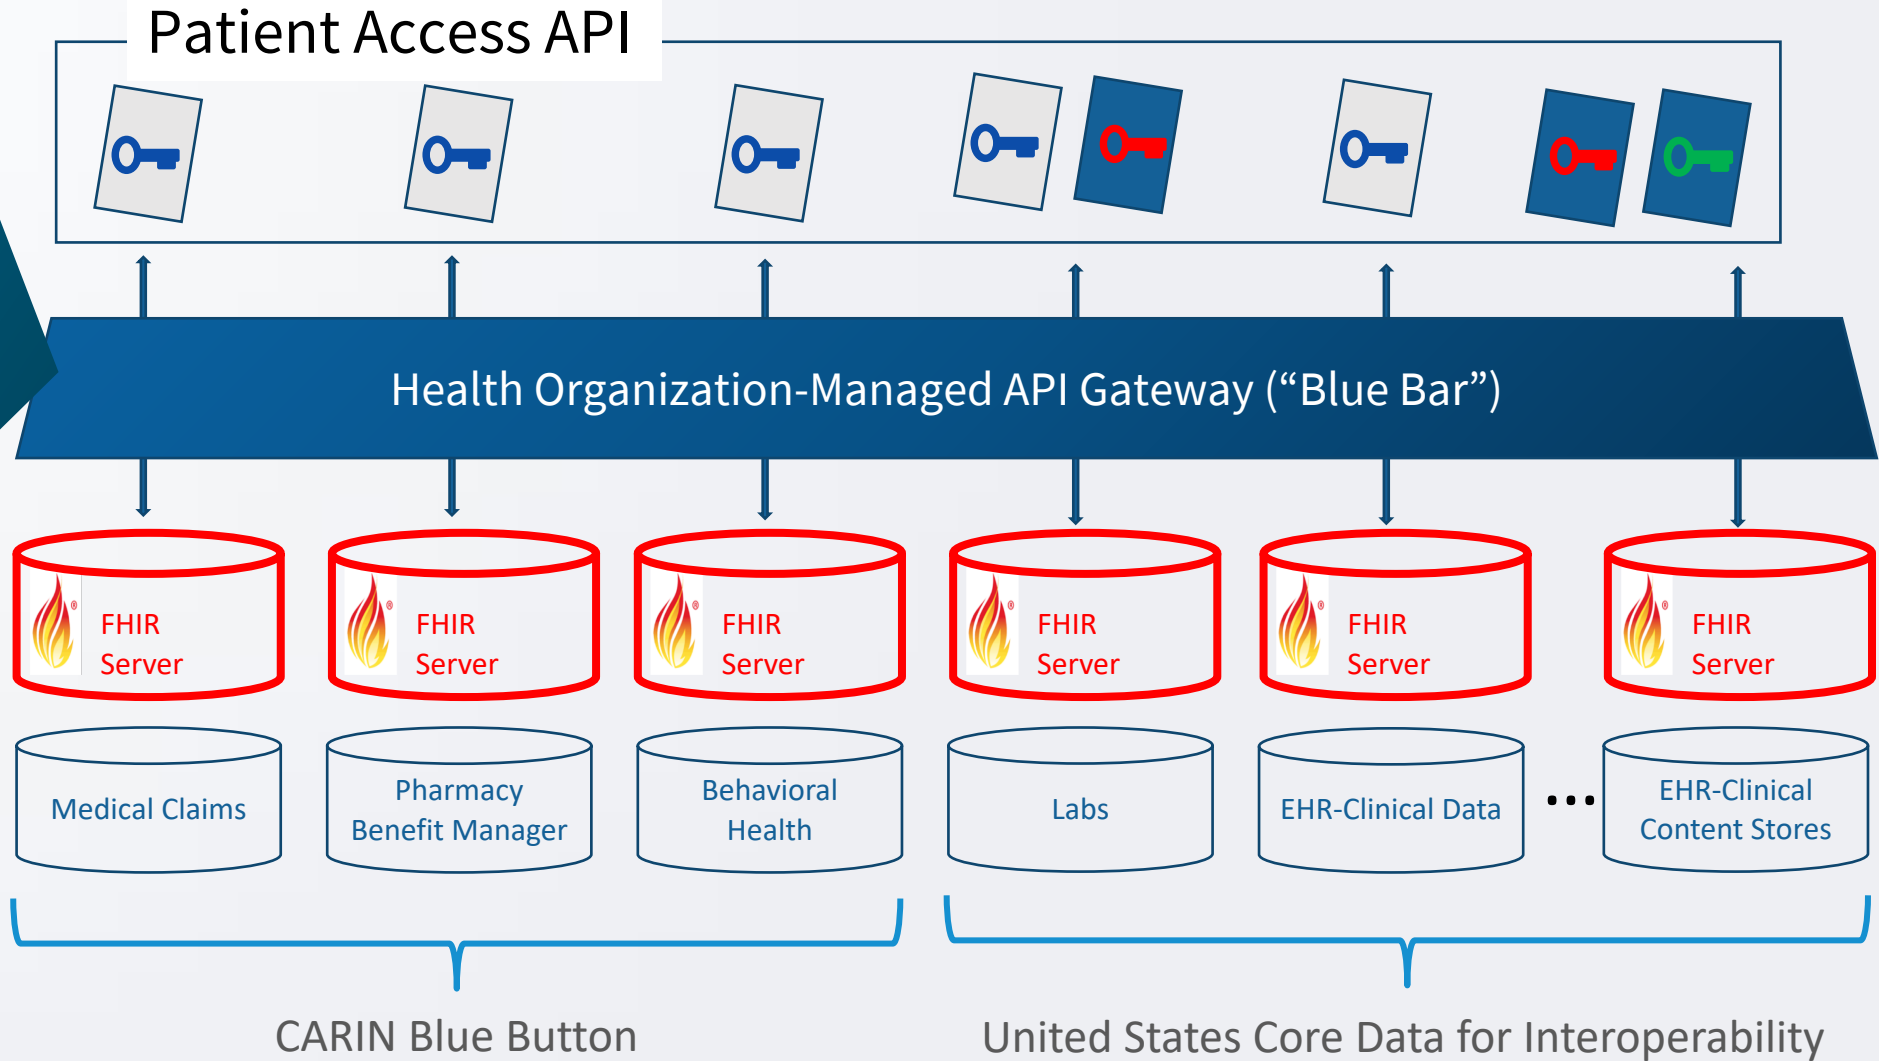 Patient Access API
Health Organization-Managed API Gateway (“Blue Bar”)
FHIR
Server
FHIR
Server
FHIR
Server
FHIR
Server
FHIR
Server
FHIR
Server
Medical Claims
Pharmacy
Benefit Manager
Behavioral
Health
Labs
EHR-Clinical Data
...
EHR-Clinical
Content Stores
CARIN Blue Button
United States Core Data for Interoperability